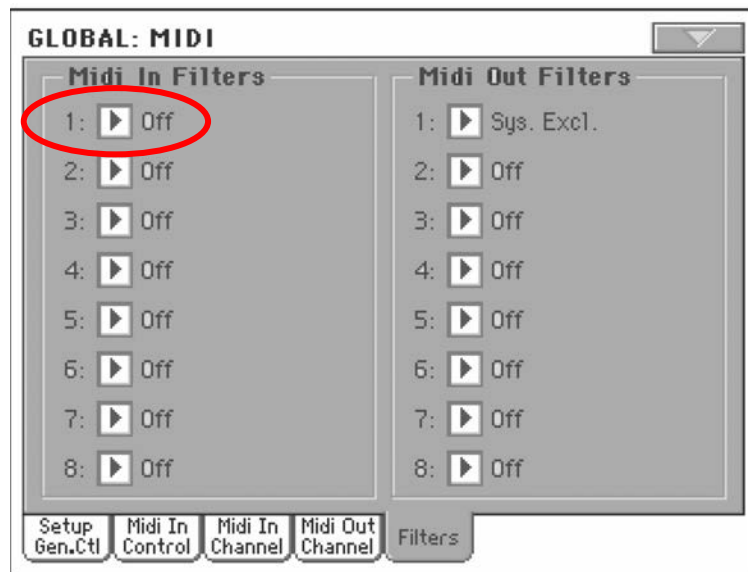 GLOBAL: MIDI
Midi In Filters
1: Off
2: Off
3: Off
4: Off
5: Off
6: Off
7: Off
8: Off
Midi Out Filters
1: Sys. Excl.
2: Off
3: Off
4: Off
5: Off
6: Off
7: Off
8: Off
Setup
Gen.Ctl
Midi In
Control
Midi In
Channel
Midi Out
Channel
Filters